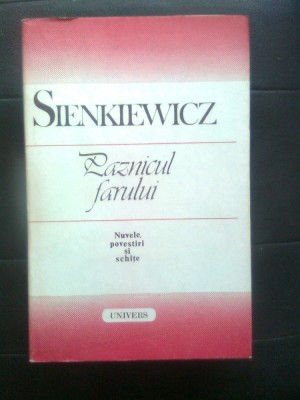 SIENKIEWICZ
Paznicul
farului
Nuvele,
povestiri
și
schițe
UNIVERS